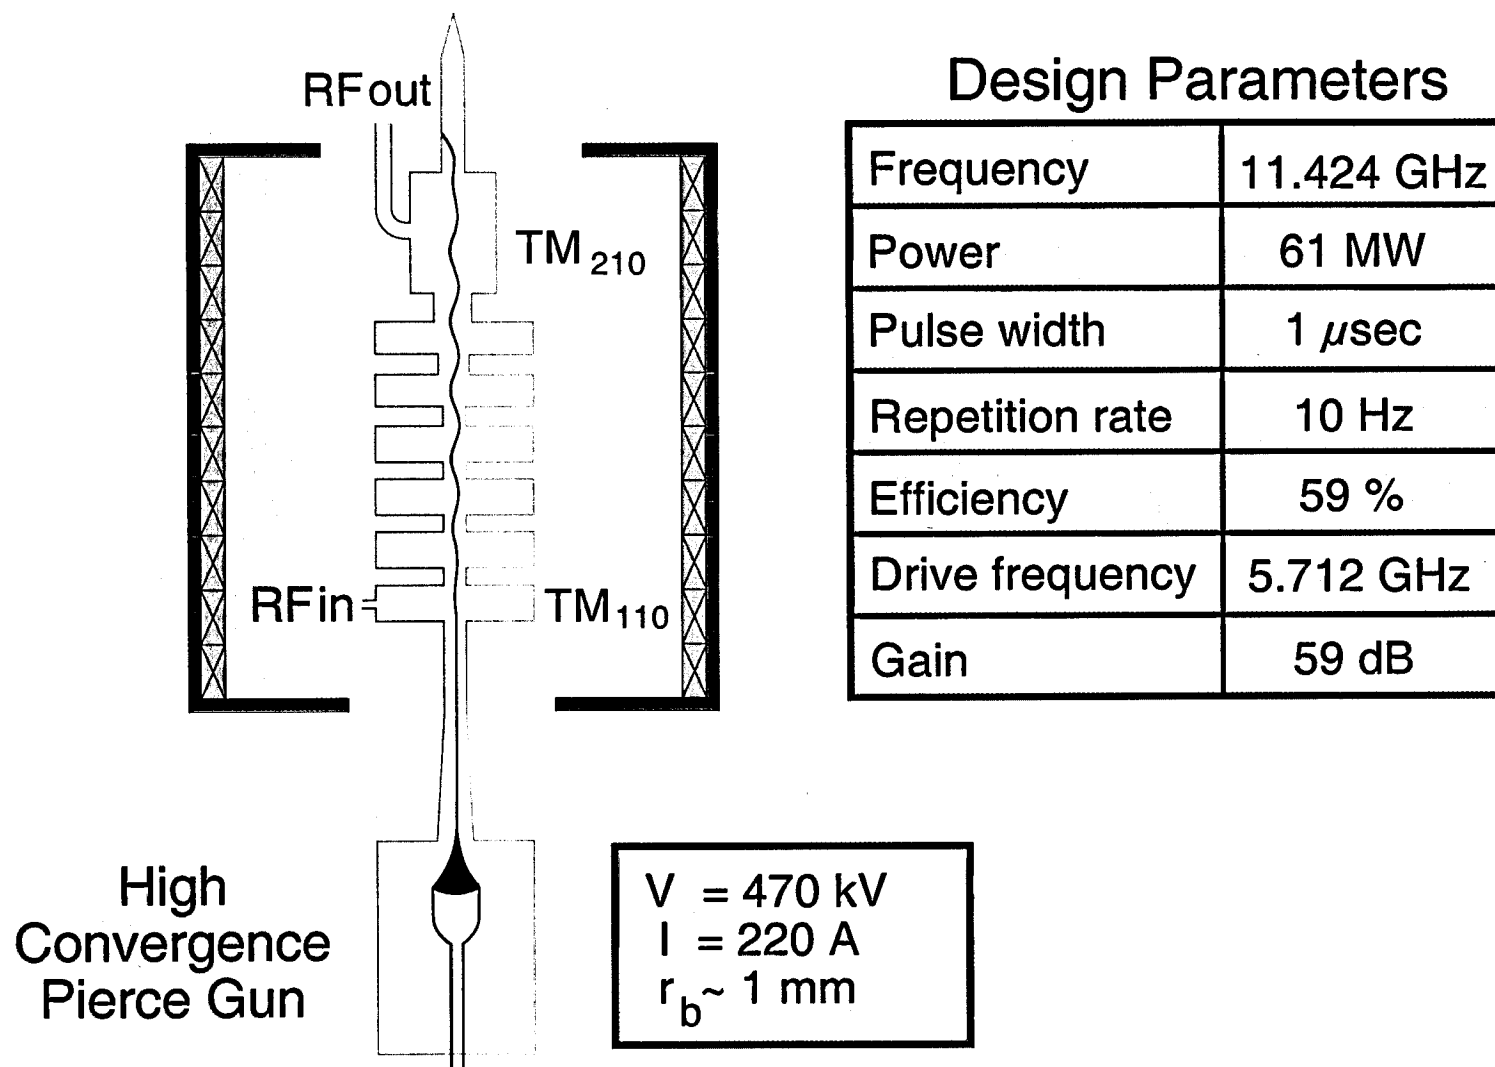 RFout
TM210
RFin
TM110
High
Convergence
Pierce Gun
V = 470 kV
I = 220 A
rb~ 1 mm
Design Parameters
Frequency 11.424 GHz
Power 61 MW
Pulse width 1 μsec
Repetition rate 10 Hz
Efficiency 59 %
Drive frequency 5.712 GHz
Gain 59 dB